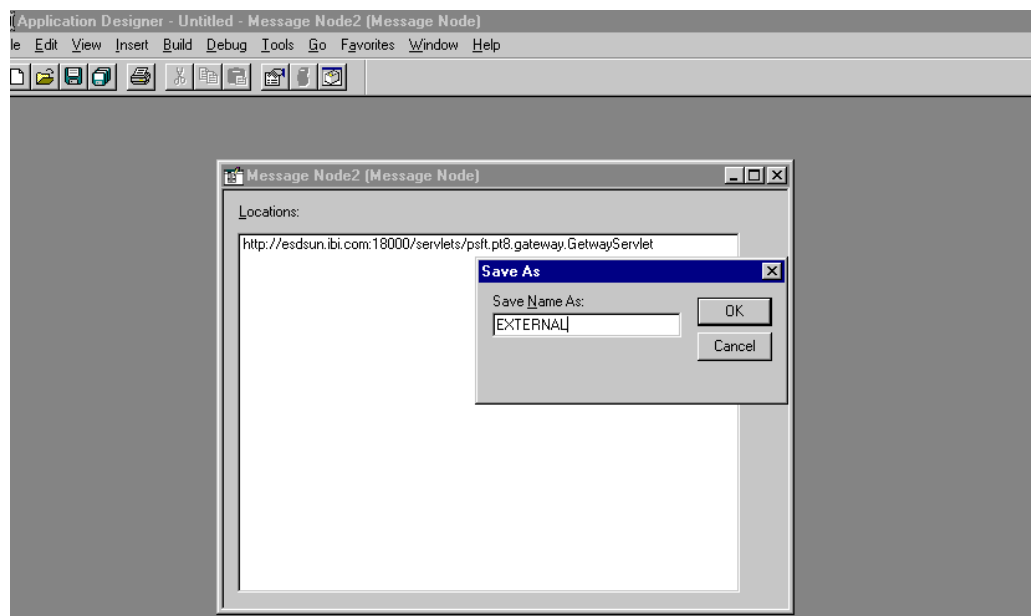 Application Designer - Untitled - Message Node2 (Message Node)
le Edit View Insert Build Debug Tools Go Favorites Window Help
Message Node2 (Message Node)
Locations:
http://esdsun.ibi.com:18000/servlets/psft.pt8.gateway.GetwayServlet
Save As
Save Name As:
OK
EXTERNAL
Cancel